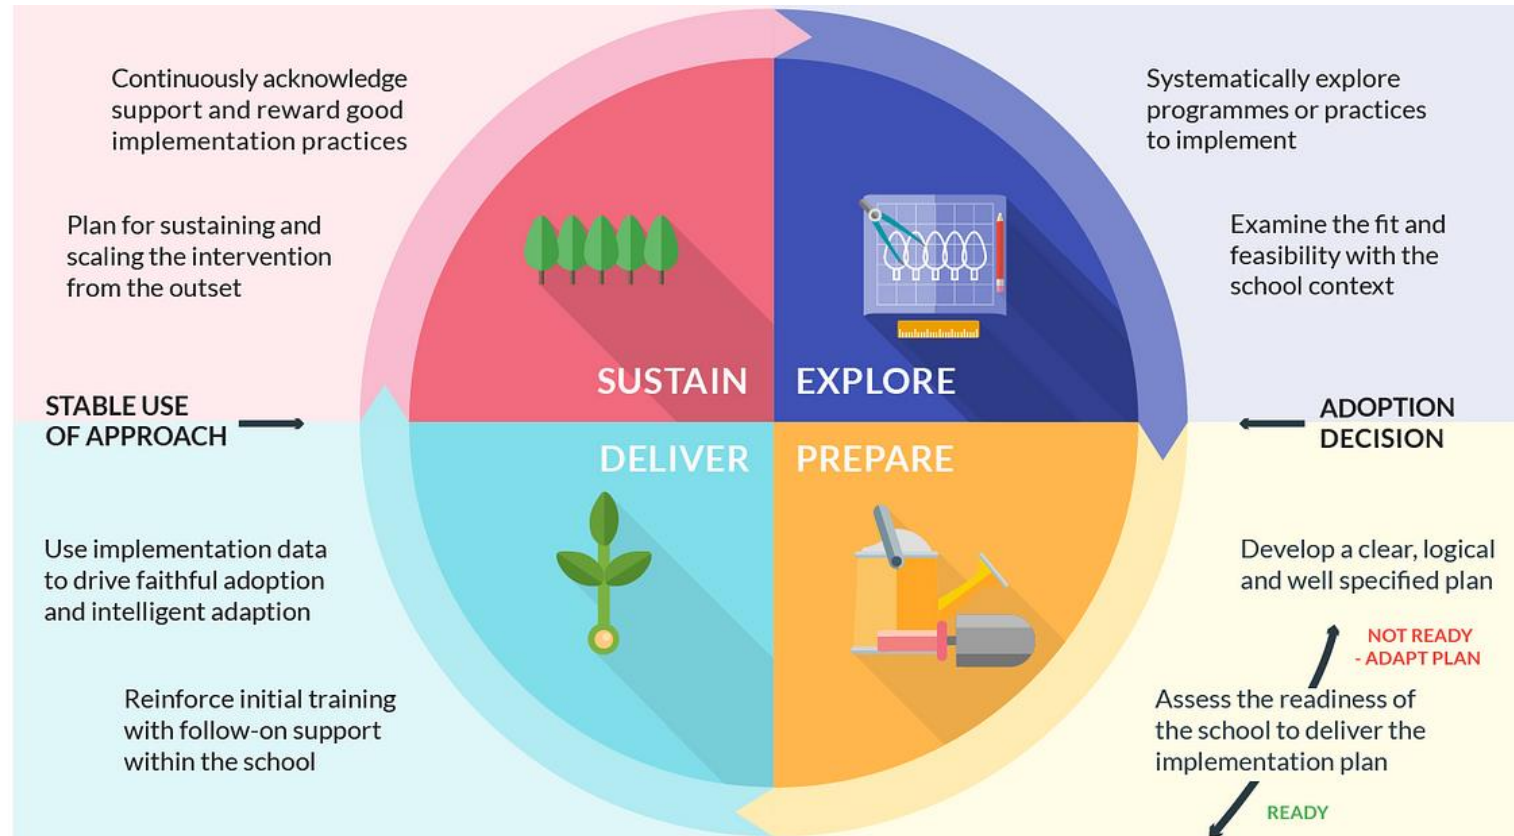 Continuously acknowledge
support and reward good
implementation practices
Plan for sustaining and
scaling the intervention
from the outset
Systematically explore
programmes or practices
to implement
Examine the fit and
feasibility with the
school context
SUSTAIN
EXPLORE
STABLE USE
OF APPROACH
ADOPTION
DECISION
DELIVER
PREPARE
Use implementation data
to drive faithful adoption
and intelligent adaption
Reinforce initial training
with follow-on support
within the school
Develop a clear, logical
and well specified plan
NOT READY
- ADAPT PLAN
Assess the readiness of
the school to deliver the
implementation plan
READY